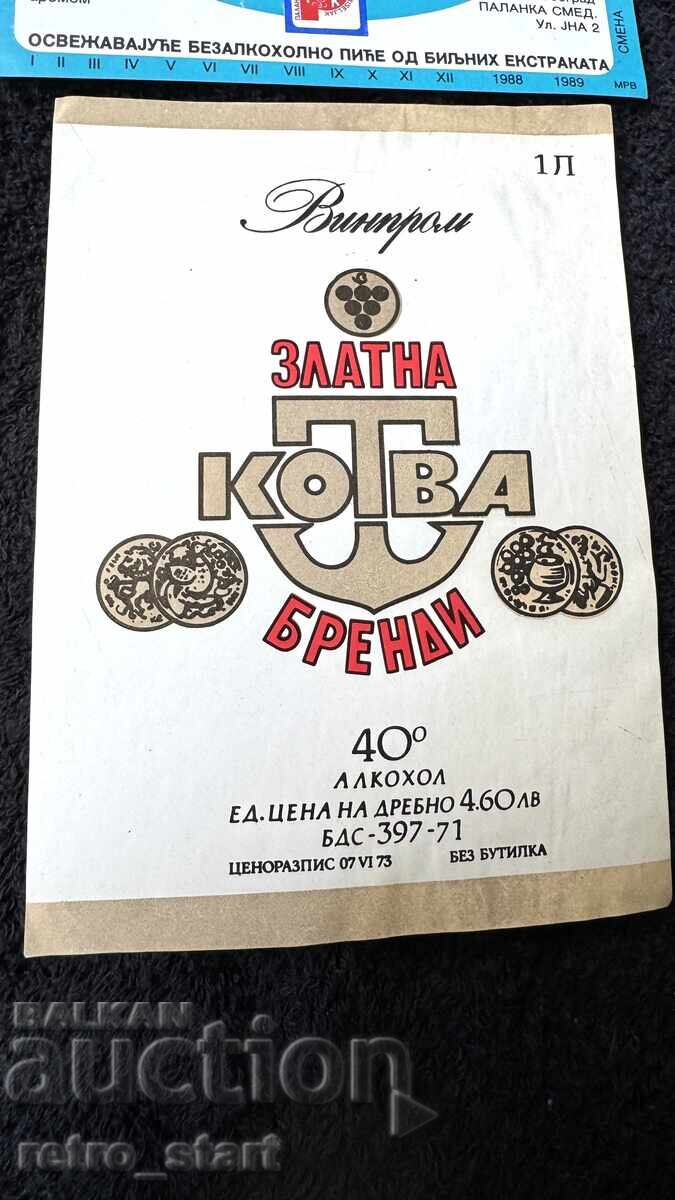 ПАЛАНКА СМЕД.
Ул. ЈНА 2
СМЕНА
ОСВЕЖАВАЈУЋЕ БЕЗАЛКОХОЛНО ПИЋЕ ОД БИЉНИХ ЕКСТРАКАТА
I II III IV V VI VII VIII IX X XI XII 1988 1989 МРВ
1 Л
Винпром
ЗЛАТНА
КОТВА
БРЕНДИ
40°
АЛКОХОЛ
ЕД. ЦЕНА НА ДРЕБНО 4.60 ЛВ
БДС-397-71
ЦЕНОРАЗПИС 07 VI 73 БЕЗ БУТИЛКА
BALKAN
auction
retro_start